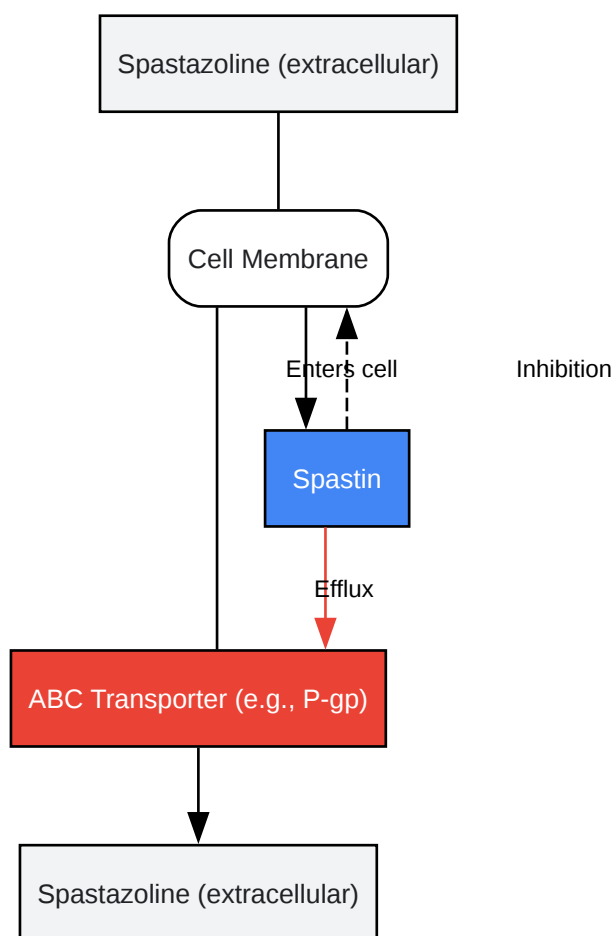 Spastazoline (extracellular)
Cell Membrane
Enters cell
Inhibition
Spastin
Efflux
ABC Transporter (e.g., P-gp)
Spastazoline (extracellular)